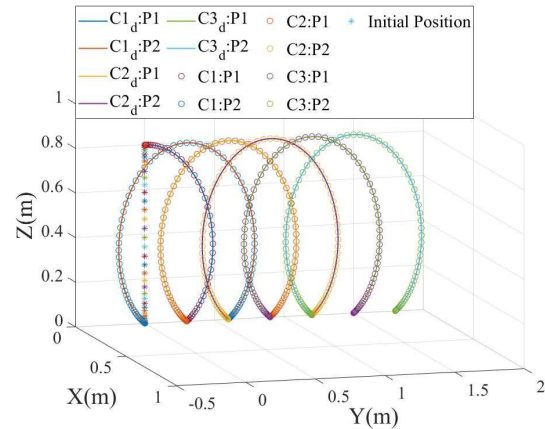 C1d:P1 C3d:P1 C2:P1 Initial Position
C1d:P2 C3d:P2 C3:P1
C2d:P1 C1:P1 C3:P2
C2d:P2 C1:P2 C2:P2
1
0.8
0.6
0.4
0.2
0
Z(m)
0
0.5
1
X(m)
-0.5
0
0.5
1
1.5
2
Y(m)